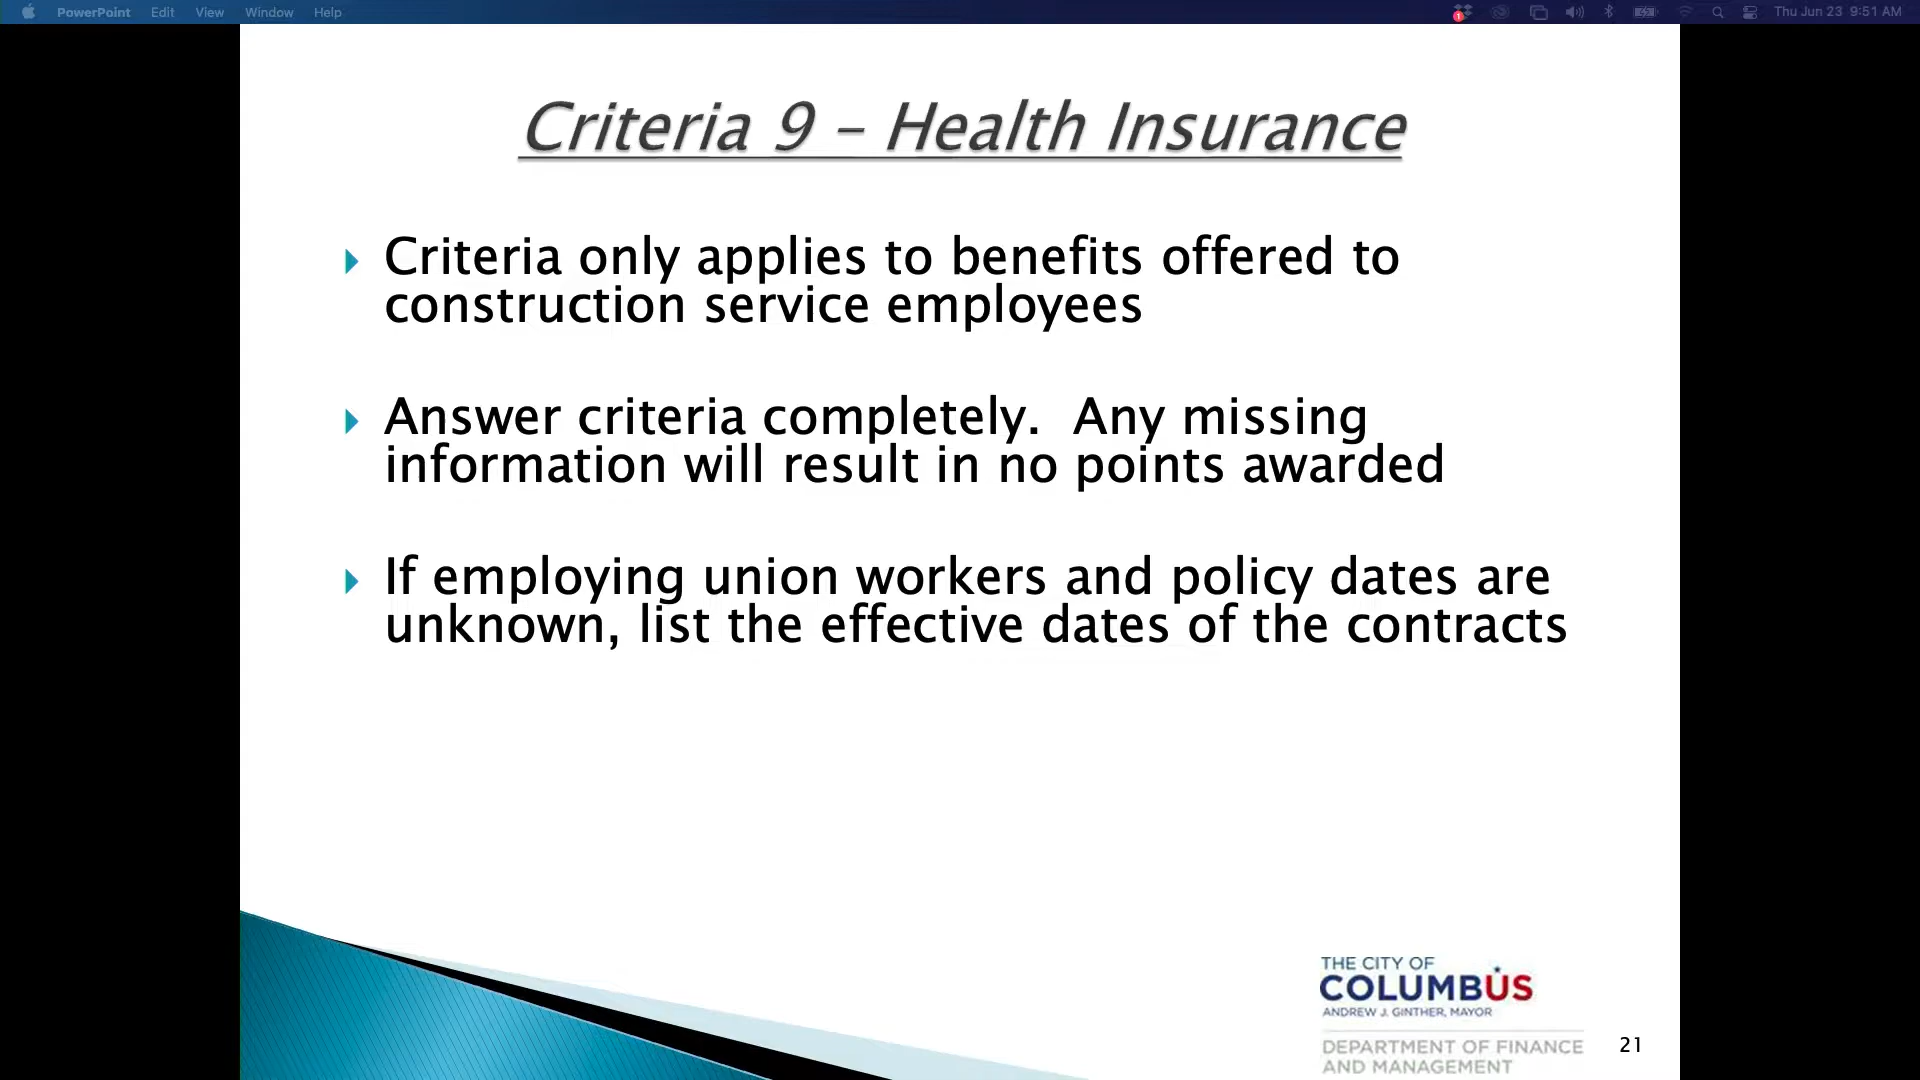 PowerPoint Edit View Window Help
1
Thu Jun 23 9:51 AM
Criteria 9 – Health Insurance
Criteria only applies to benefits offered to
construction service employees
Answer criteria completely.  Any missing
information will result in no points awarded
If employing union workers and policy dates are
unknown, list the effective dates of the contracts
THE CITY OF
COLUMBUS
ANDREW J. GINTHER, MAYOR
DEPARTMENT OF FINANCE
AND MANAGEMENT
21